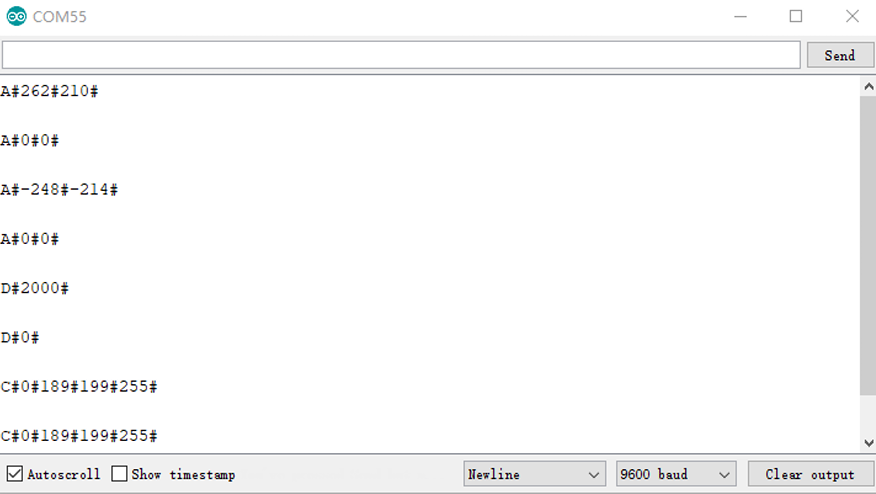 COM55
Send
A#262#210#
A#0#0#
A#-248#-214#
A#0#0#
D#2000#
D#0#
C#0#189#199#255#
C#0#189#199#255#
Autoscroll Show timestamp Newline 9600 baud Clear output